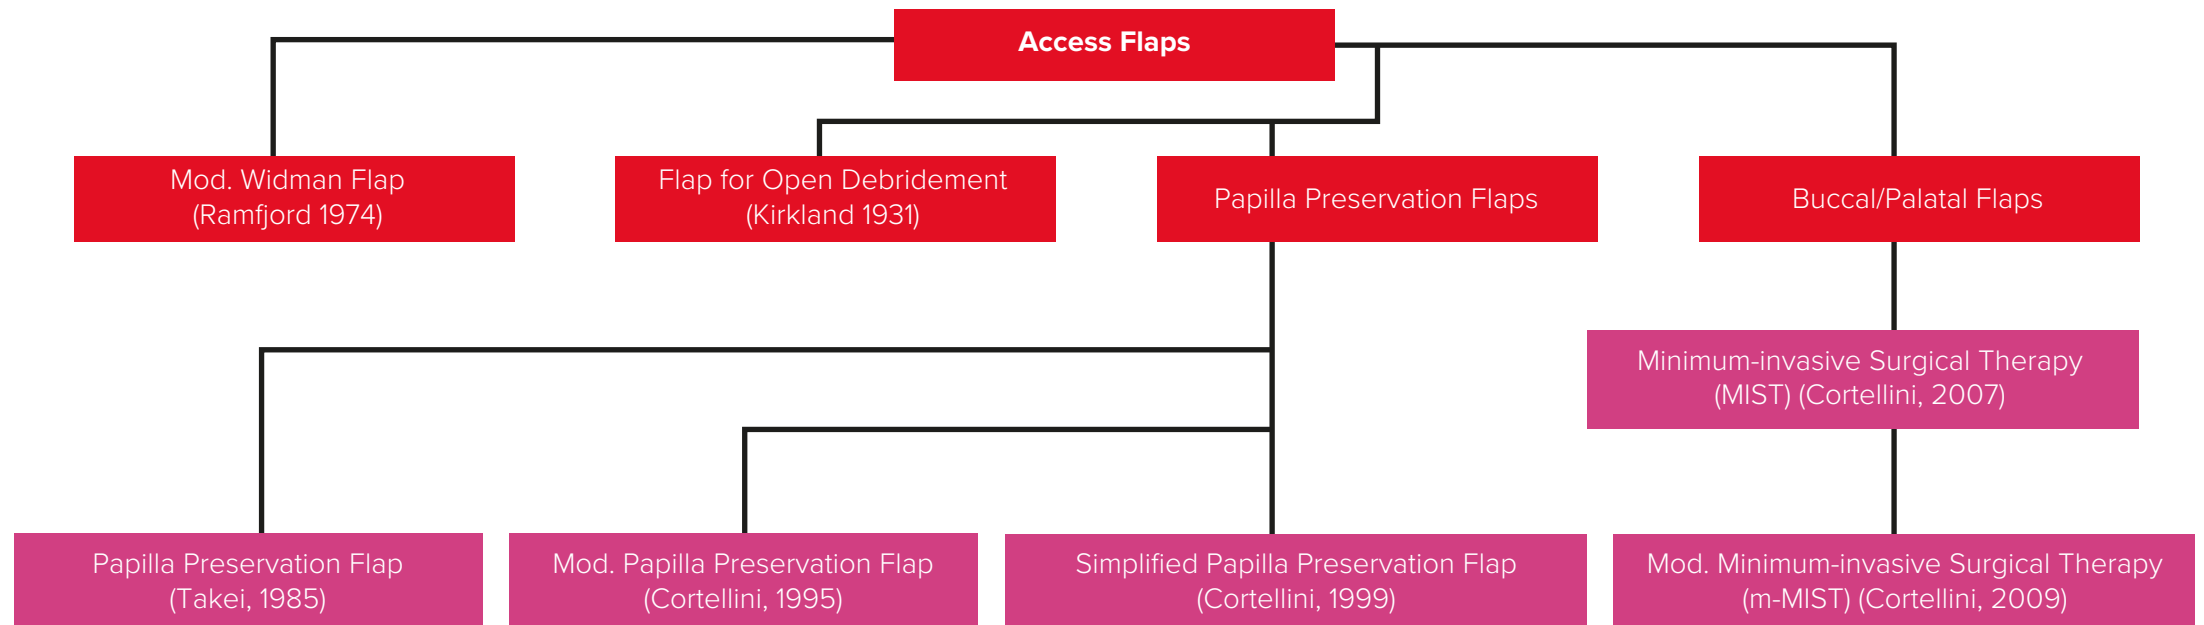 Access Flaps
Mod. Widman Flap
(Ramfjord 1974)
Flap for Open Debridement
(Kirkland 1931)
Papilla Preservation Flaps
Buccal/Palatal Flaps
Minimum-invasive Surgical Therapy
(MIST) (Cortellini, 2007)
Papilla Preservation Flap
(Takei, 1985)
Mod. Papilla Preservation Flap
(Cortellini, 1995)
Simplified Papilla Preservation Flap
(Cortellini, 1999)
Mod. Minimum-invasive Surgical Therapy
(m-MIST) (Cortellini, 2009)